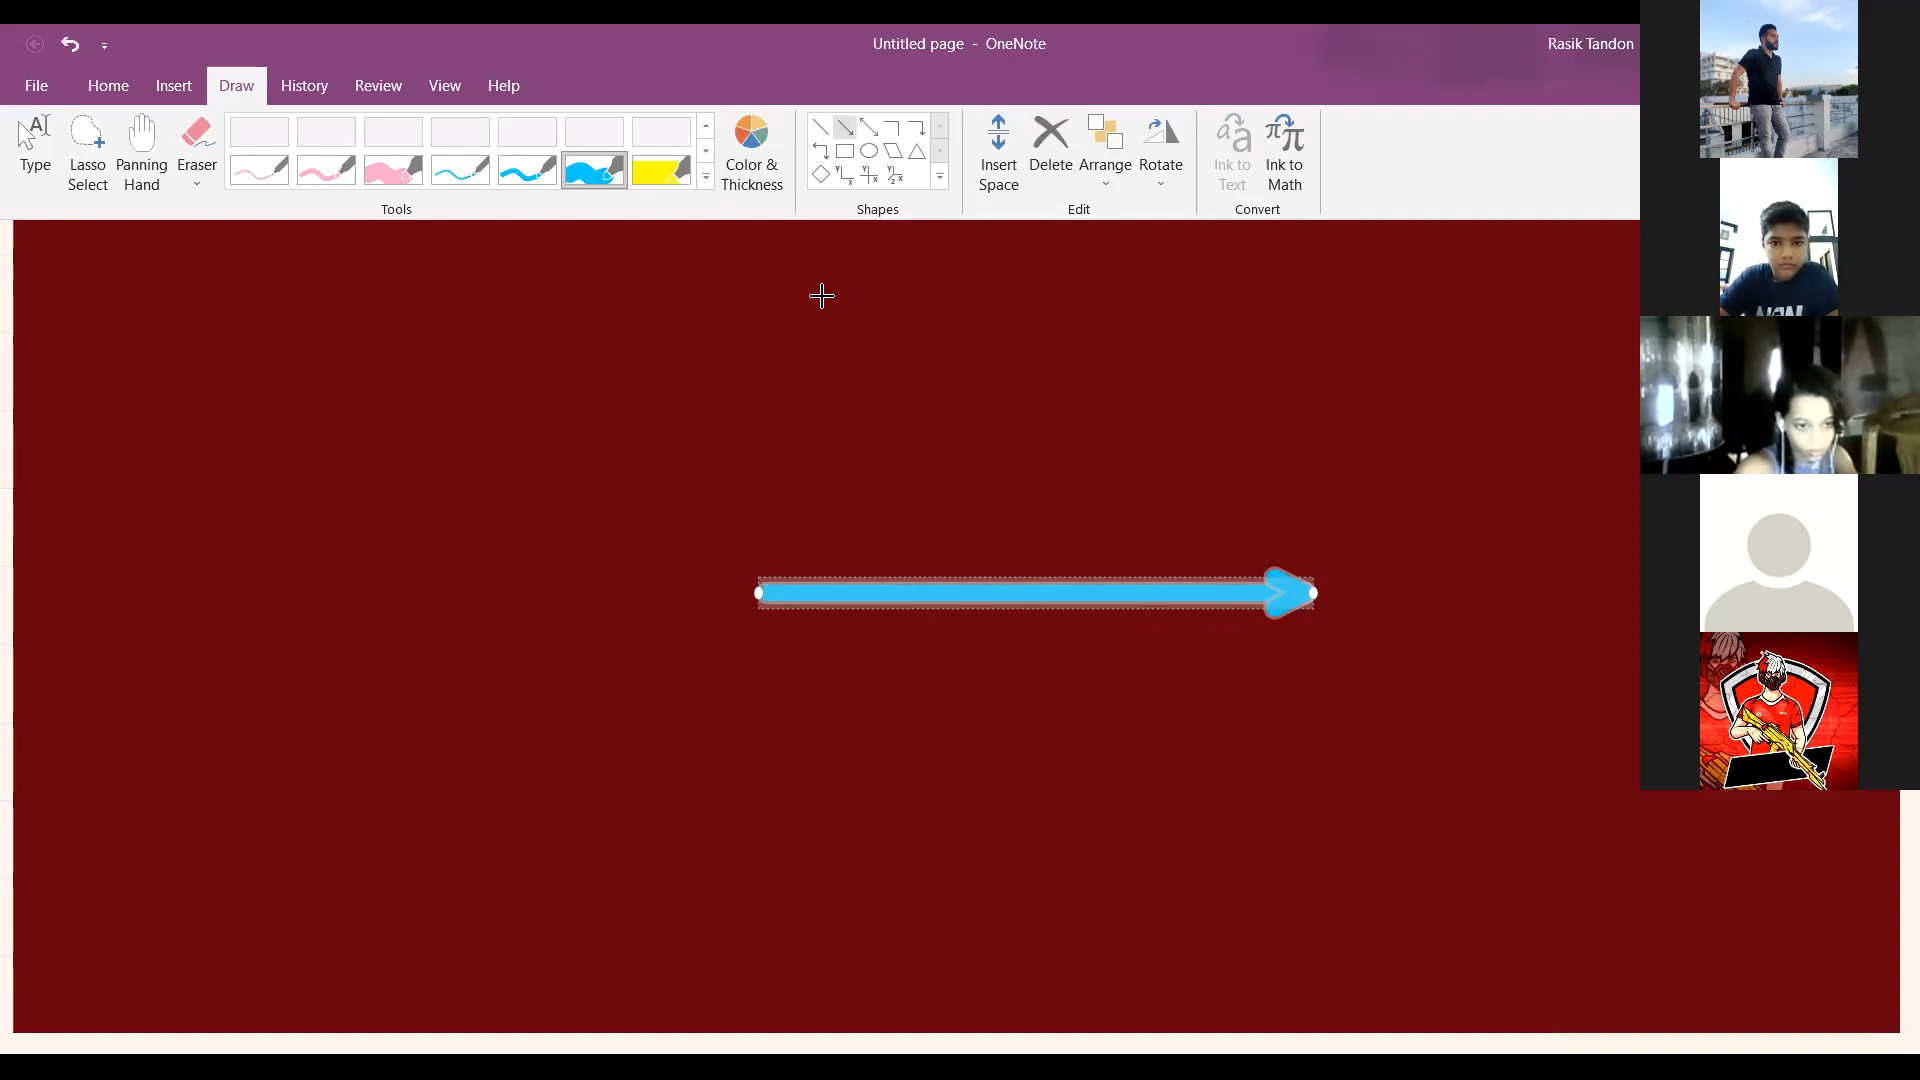 Untitled page - OneNote
Rasik Tandon
File Home Insert Draw History Review View Help
Type
Lasso Select
Panning Hand
Eraser
Color & Thickness
Insert Space
Delete
Arrange
Rotate
Ink to Text
Ink to Math
Tools
Shapes
Edit
Convert